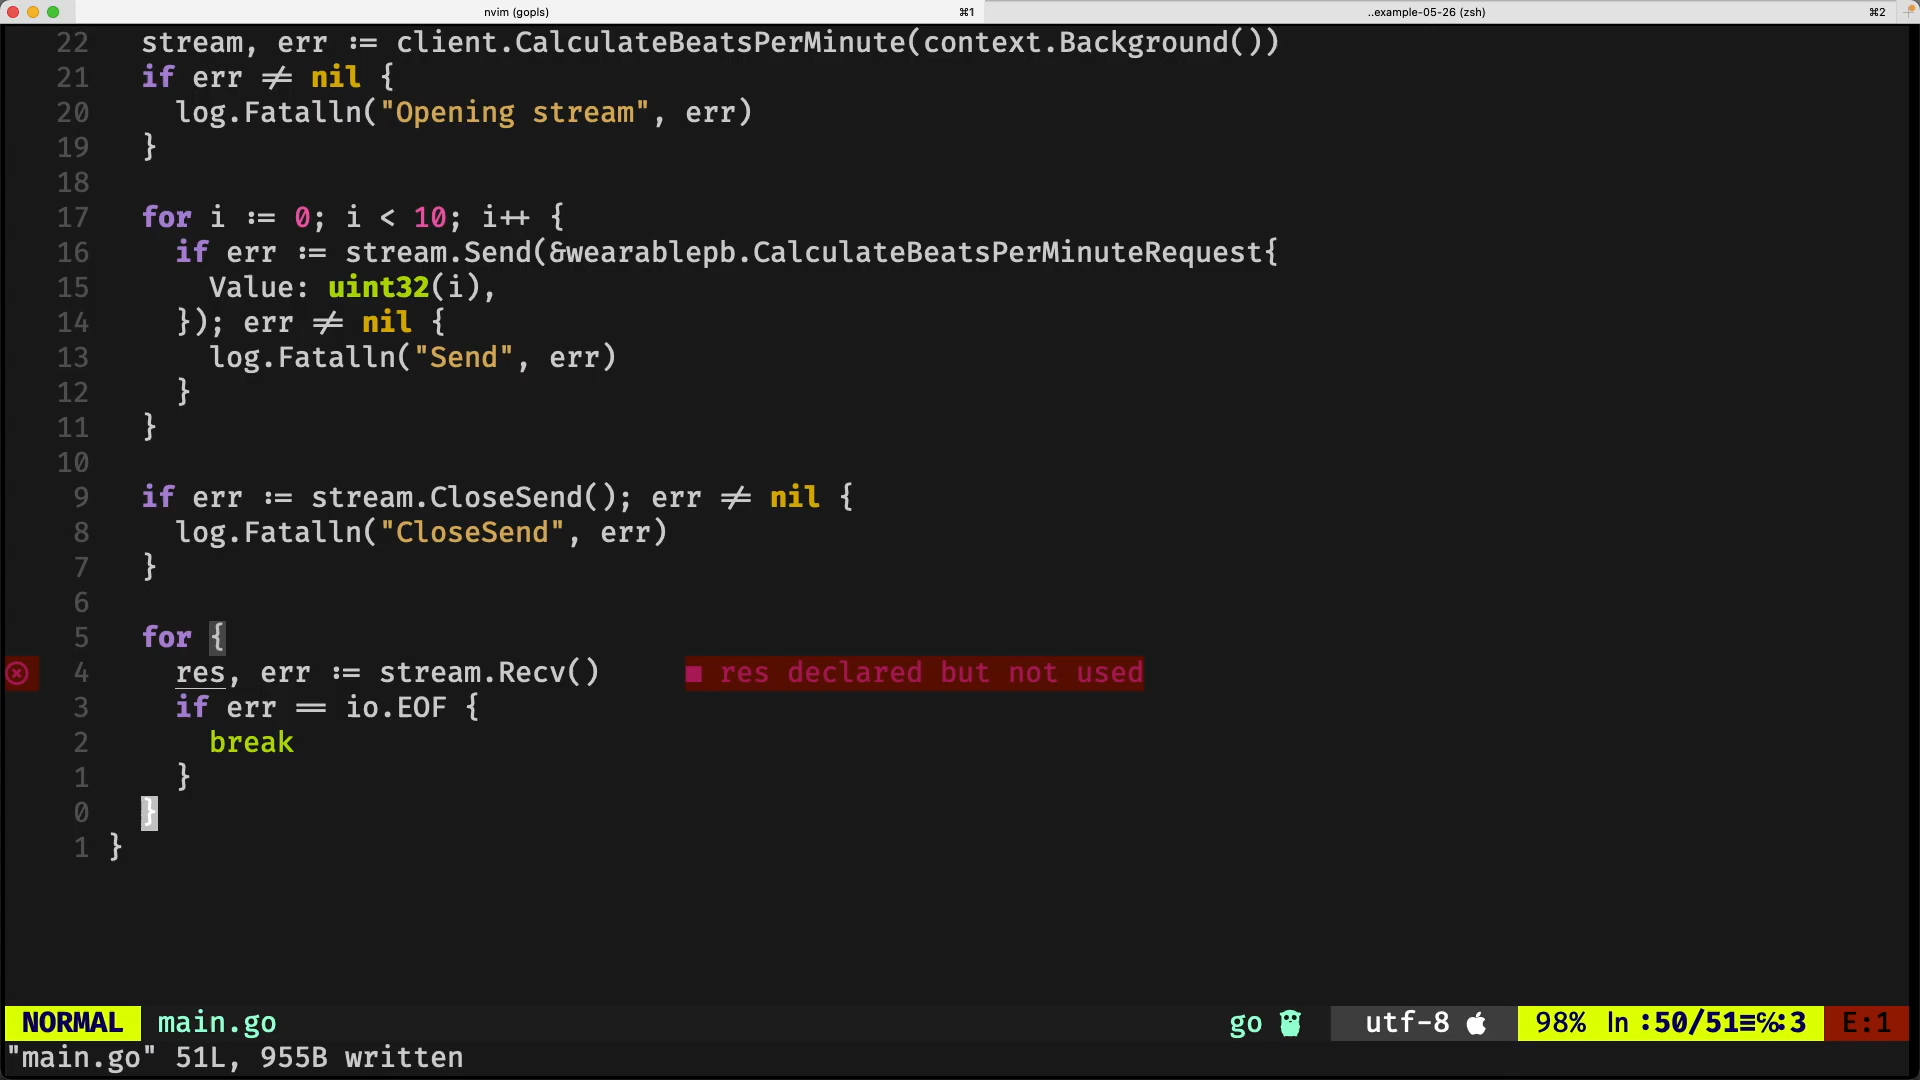 nvim (gopls) ⌘1 ..example-05-26 (zsh) ⌘2
22 stream, err := client.CalculateBeatsPerMinute(context.Background())
21 if err != nil {
20 log.Fatalln("Opening stream", err)
19 }
18
17 for i := 0; i < 10; i++ {
16 if err := stream.Send(&wearablepb.CalculateBeatsPerMinuteRequest{
15 Value: uint32(i),
14 }); err != nil {
13 log.Fatalln("Send", err)
12 }
11 }
10
9 if err := stream.CloseSend(); err != nil {
8 log.Fatalln("CloseSend", err)
7 }
6
5 for {
4 res, err := stream.Recv() ■ res declared but not used
3 if err == io.EOF {
2 break
1 }
0 }
1 }
NORMAL main.go go utf-8 98% ln :50/51≡℅:3 E:1
"main.go" 51L, 955B written